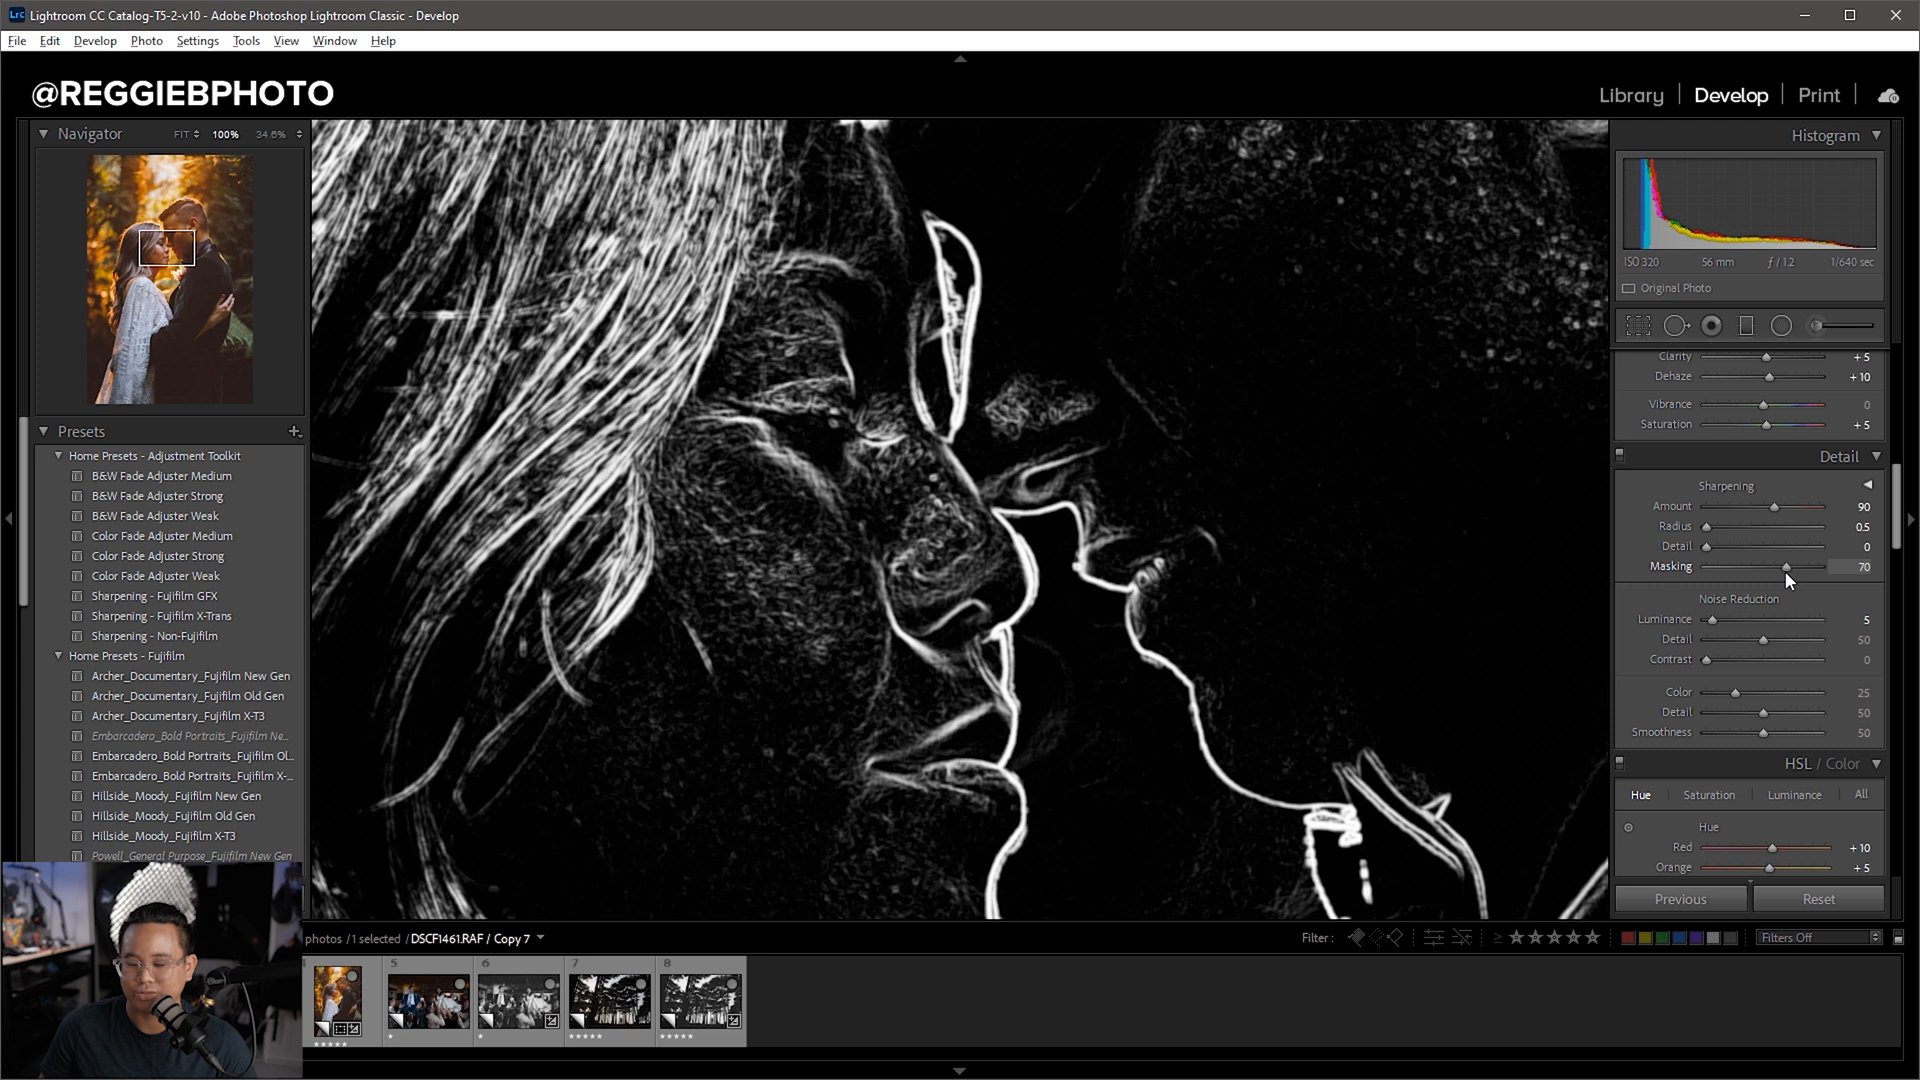 Lrc Lightroom CC Catalog-T5-2-v10 - Adobe Photoshop Lightroom Classic - Develop
File Edit Develop Photo Settings Tools View Window Help
@REGGIEBPHOTO
Library | Develop | Print |
Navigator FIT 100% 34.6%
Presets +
Home Presets - Adjustment Toolkit
B&W Fade Adjuster Medium
B&W Fade Adjuster Strong
B&W Fade Adjuster Weak
Color Fade Adjuster Medium
Color Fade Adjuster Strong
Color Fade Adjuster Weak
Sharpening - Fujifilm GFX
Sharpening - Fujifilm X-Trans
Sharpening - Non-Fujifilm
Home Presets - Fujifilm
Archer_Documentary_Fujifilm New Gen
Archer_Documentary_Fujifilm Old Gen
Archer_Documentary_Fujifilm X-T3
Embarcadero_Bold Portraits_Fujifilm Ne...
Embarcadero_Bold Portraits_Fujifilm Ol...
Embarcadero_Bold Portraits_Fujifilm X-...
Hillside_Moody_Fujifilm New Gen
Hillside_Moody_Fujifilm Old Gen
Hillside_Moody_Fujifilm X-T3
Powell_General Purpose_Fujifilm New Gen
Histogram
ISO 320 56 mm ƒ / 1.2 1/640 sec
Original Photo
Clarity + 5
Dehaze + 10
Vibrance 0
Saturation + 5
Detail
Sharpening
Amount 90
Radius 0.5
Detail 0
Masking 70
Noise Reduction
Luminance 5
Detail 50
Contrast 0
Color 25
Detail 50
Smoothness 50
HSL / Color
Hue Saturation Luminance All
Hue
Red + 10
Orange + 5
Previous Reset
photos / 1 selected / DSCF1461.RAF / Copy 7
Filter : ≥ Filters Off
5 6 7 8